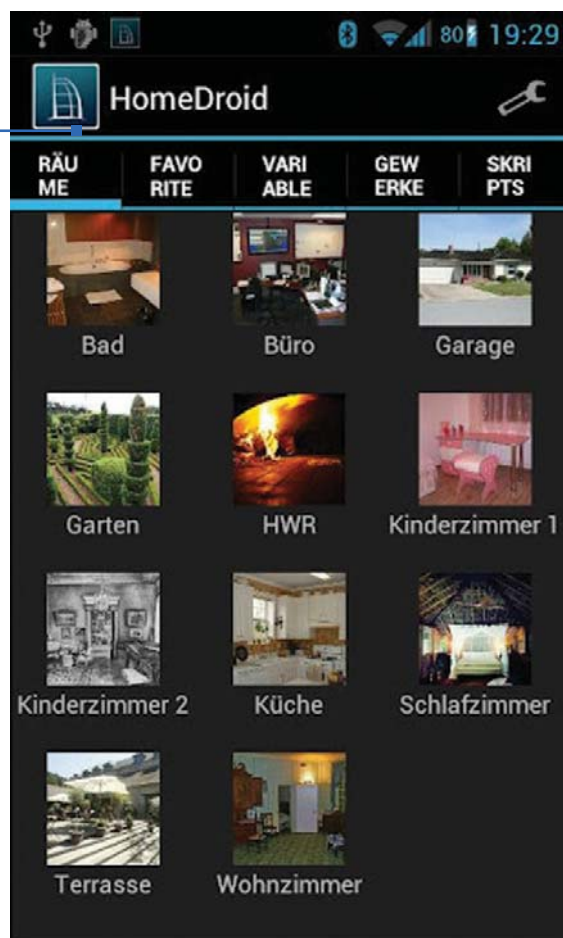 80 19:29
HomeDroid
RÄU
ME
FAVO
RITE
VARI
ABLE
GEW
ERKE
SKRI
PTS
Bad Büro Garage
Garten HWR Kinderzimmer 1
Kinderzimmer 2 Küche Schlafzimmer
Terrasse Wohnzimmer